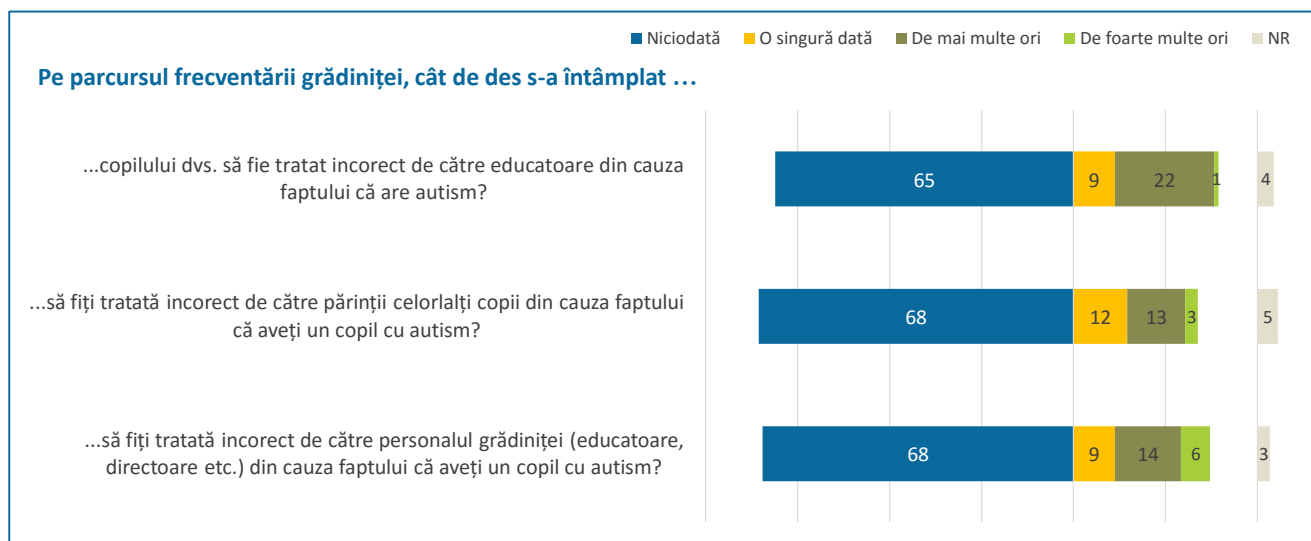 Niciodată O singură dată De mai multe ori De foarte multe ori NR
Pe parcursul frecventării grădiniței, cât de des s-a întâmplat …
...copilului dvs. să fie tratat incorect de către educatoare din cauza
faptului că are autism?
65 9 22 1 4
...să fiți tratată incorect de către părinții celorlalți copii din cauza faptului
că aveți un copil cu autism?
68 12 13 3 5
...să fiți tratată incorect de către personalul grădiniței (educatoare,
directoare etc.) din cauza faptului că aveți un copil cu autism?
68 9 14 6 3